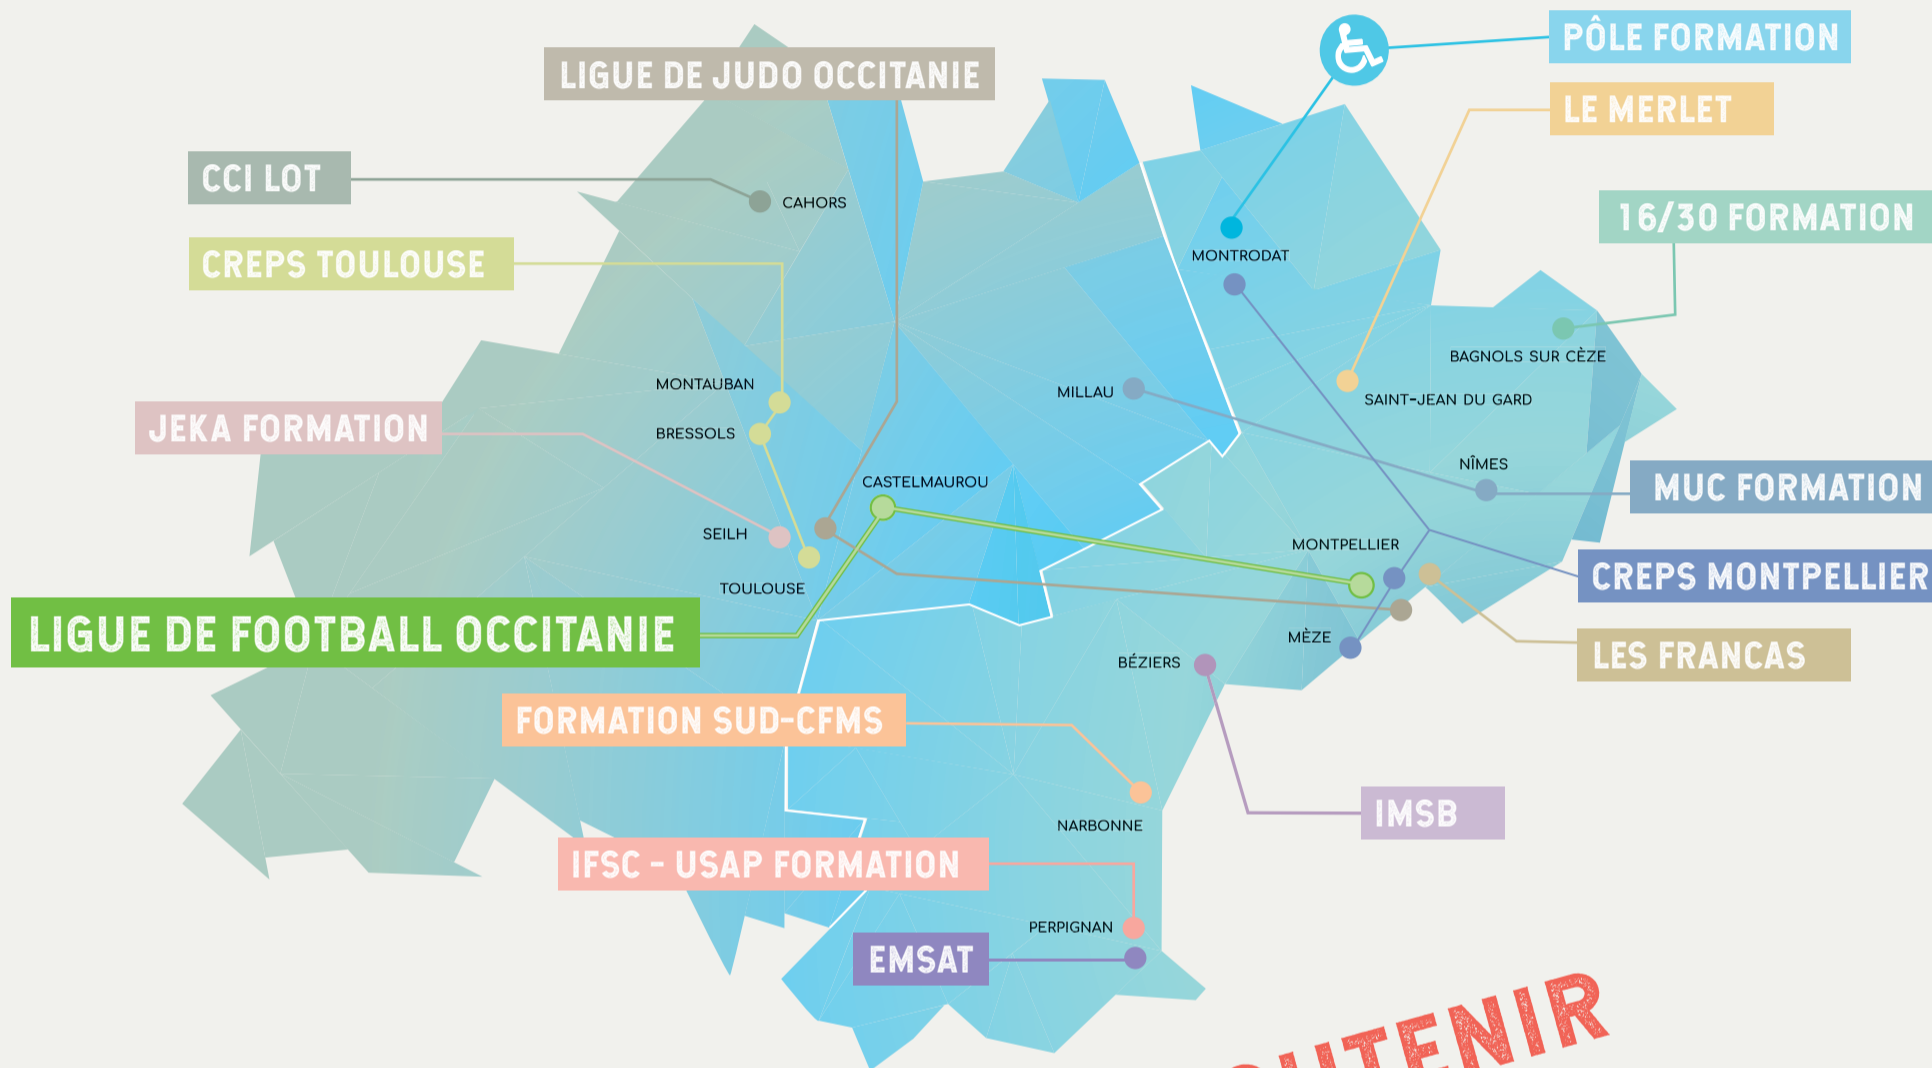 PÔLE FORMATION
LIGUE DE JUDO OCCITANIE
LE MERLET
CCI LOT
CAHORS
16/30 FORMATION
CREPS TOULOUSE
MONTRODAT
BAGNOLS SUR CÈZE
MONTAUBAN
MILLAU
SAINT-JEAN DU GARD
JEKA FORMATION
BRESSOLS
NÎMES
CASTELMAUROU
MUC FORMATION
SEILH
MONTPELLIER
CREPS MONTPELLIER
TOULOUSE
LIGUE DE FOOTBALL OCCITANIE
MÈZE
LES FRANCAS
BÉZIERS
FORMATION SUD-CFMS
IMSB
NARBONNE
IFSC - USAP FORMATION
PERPIGNAN
EMSAT
OUTENIR